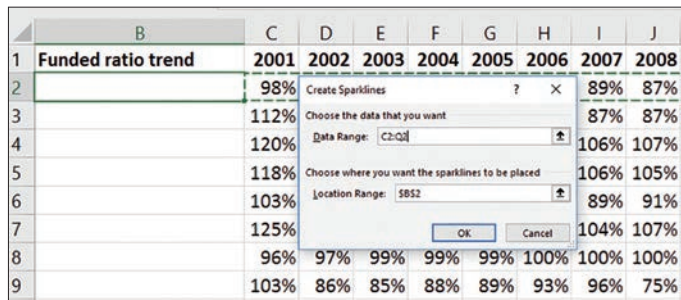 B C D E F G H I J
1 Funded ratio trend 2001 2002 2003 2004 2005 2006 2007 2008
2 98% Create Sparklines ? × 89% 87%
3 112% Choose the data that you want 87% 87%
Data Range: C2:Q2
4 120% 106% 107%
5 118% Choose where you want the sparklines to be placed 106% 105%
6 103% Location Range: $B$2 89% 91%
7 125% OK Cancel 104% 107%
8 96% 97% 99% 99% 99% 100% 100% 100%
9 103% 86% 85% 88% 89% 93% 96% 75%